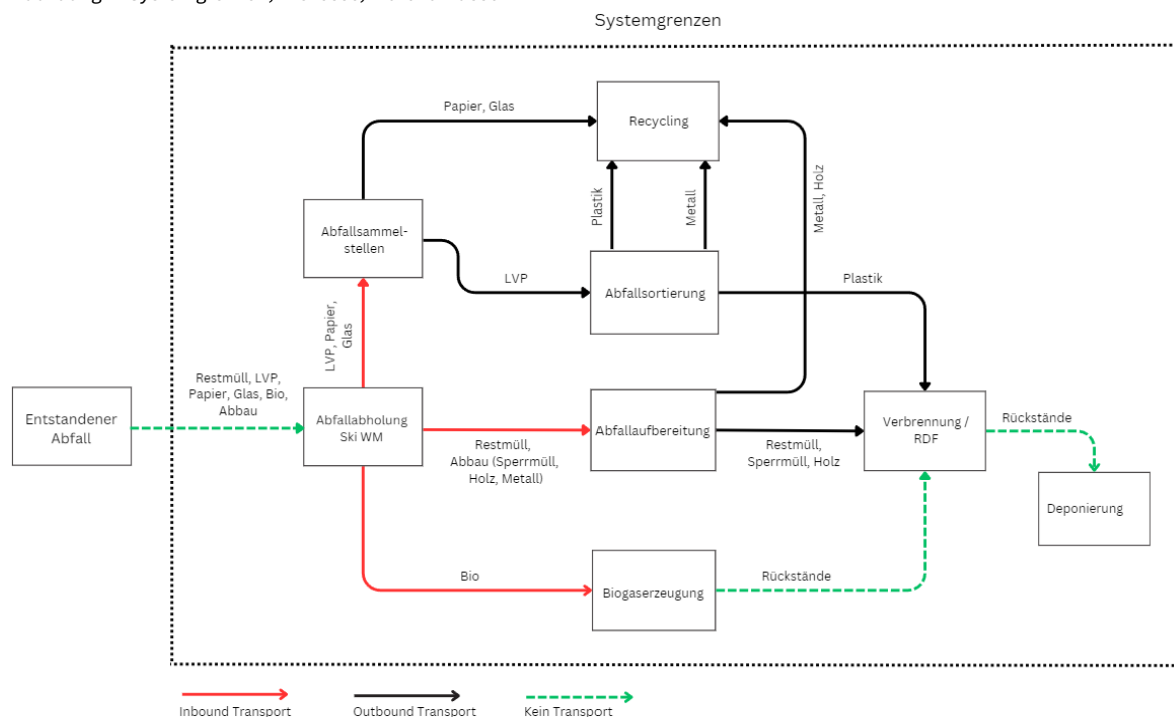 Systemgrenzen
Papier, Glas
Recycling
Plastik
Metall
Metall, Holz
Abfallsammel-
stellen
LVP
Abfallsortierung
Plastik
LVP, Papier,
Glas
Restmüll, LVP,
Papier, Glas, Bio,
Abbau
Entstandener
Abfall
Abfallabholung
Ski WM
Restmüll,
Abbau (Sperrmüll,
Holz, Metall)
Abfallaufbereitung
Restmüll,
Sperrmüll, Holz
Verbrennung /
RDF
Rückstände
Deponierung
Bio
Biogaserzeugung
Rückstände
Inbound Transport
Outbound Transport
Kein Transport